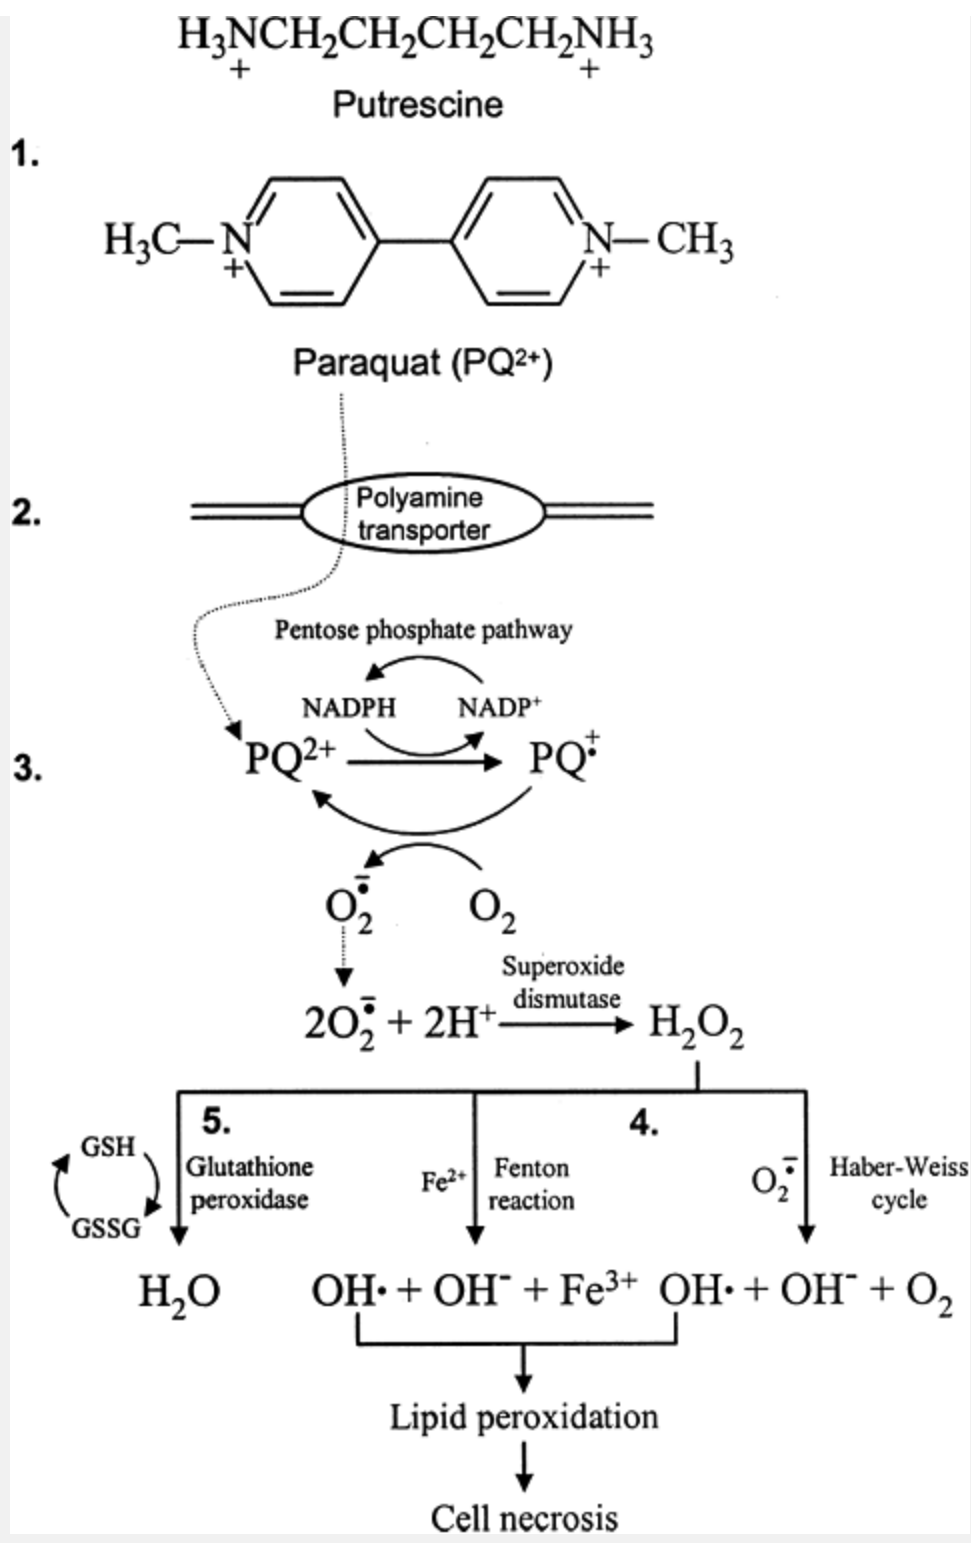 H₃NCH₂CH₂CH₂CH₂NH₃
+ +
Putrescine
1.
H₃C–N N–CH₃
+ +
Paraquat (PQ²⁺)
2.
Polyamine
transporter
Pentose phosphate pathway
NADPH NADP⁺
3.
PQ²⁺ PQ•⁺
O₂•⁻ O₂
Superoxide
dismutase
2O₂•⁻ + 2H⁺ H₂O₂
5. 4.
GSH
GSSG
Glutathione
peroxidase
Fe²⁺
Fenton
reaction
O₂•⁻
Haber-Weiss
cycle
H₂O OH• + OH⁻ + Fe³⁺ OH• + OH⁻ + O₂
Lipid peroxidation
Cell necrosis